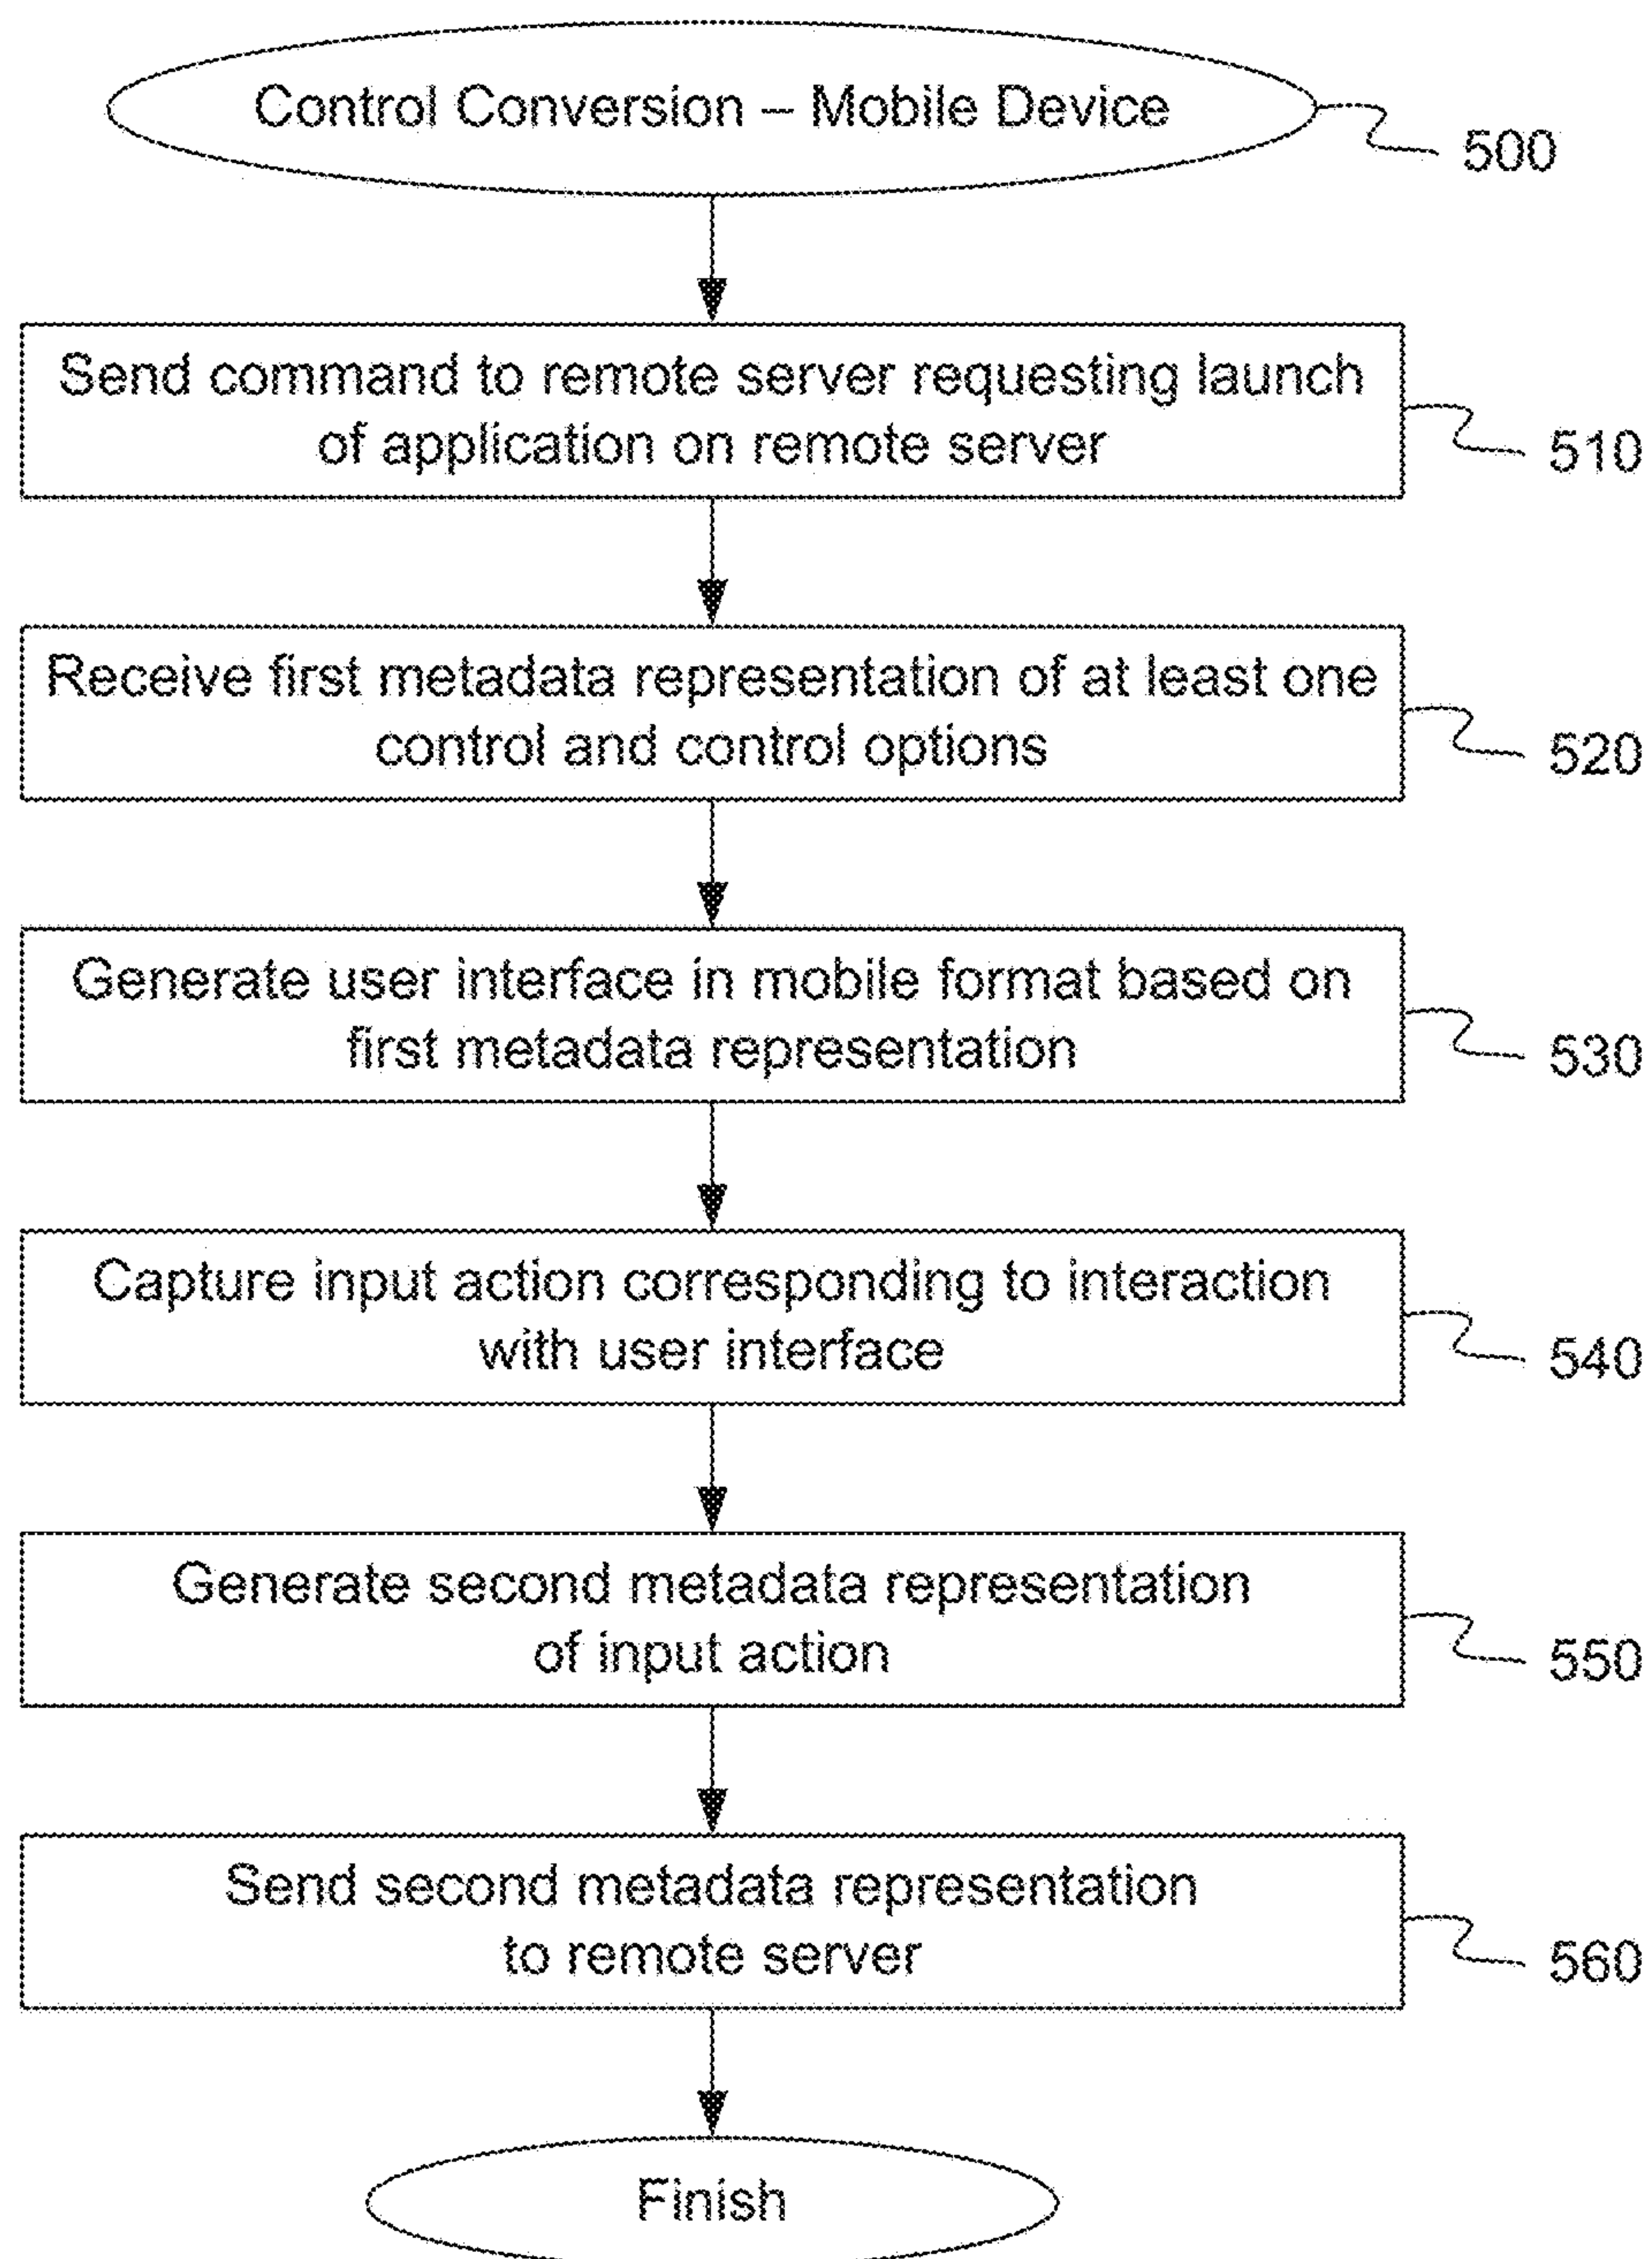 Control Conversion – Mobile Device
500
Send command to remote server requesting launch
of application on remote server
510
Receive first metadata representation of at least one
control and control options
520
Generate user interface in mobile format based on
first metadata representation
530
Capture input action corresponding to interaction
with user interface
540
Generate second metadata representation
of input action
550
Send second metadata representation
to remote server
560
Finish